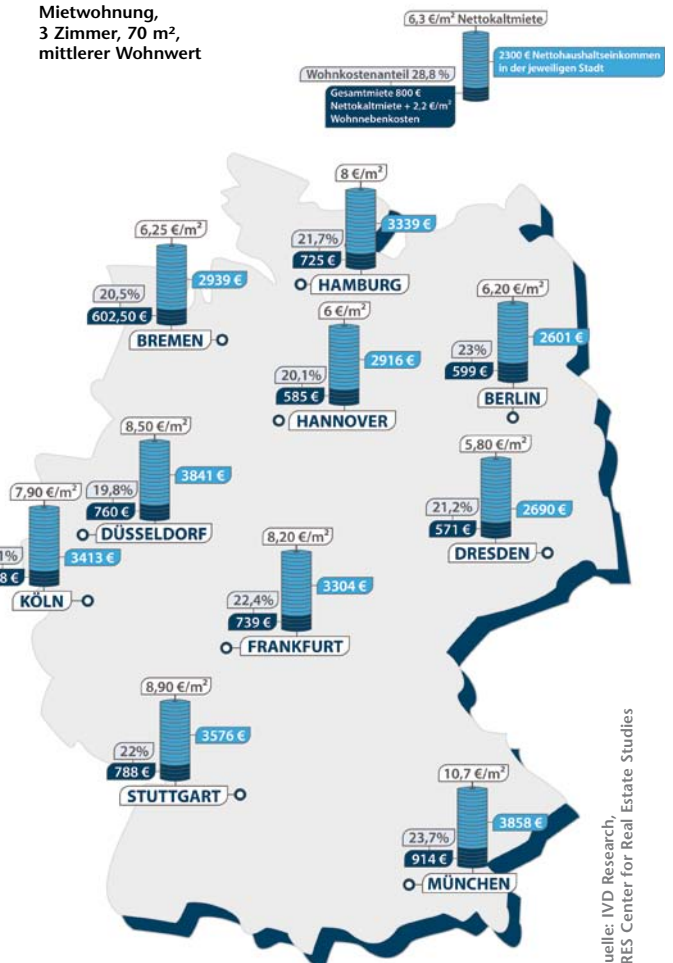 Mietwohnung,
3 Zimmer, 70 m²,
mittlerer Wohnwert
6,3 €/m² Nettokaltmiete
2300 € Nettohaushaltseinkommen
in der jeweiligen Stadt
Wohnkostenanteil 28,8 %
Gesamtmiete 800 €
Nettokaltmiete + 2,2 €/m²
Wohnnebenkosten
8 €/m²
3339 €
21,7%
725 €
HAMBURG
6,25 €/m²
2939 €
20,5%
602,50 €
BREMEN
6,20 €/m²
2601 €
23%
599 €
BERLIN
6 €/m²
2916 €
20,1%
585 €
HANNOVER
8,50 €/m²
3841 €
19,8%
760 €
DÜSSELDORF
5,80 €/m²
2690 €
21,2%
571 €
DRESDEN
7,90 €/m²
3413 €
1%
8 €
KÖLN
8,20 €/m²
3304 €
22,4%
739 €
FRANKFURT
8,90 €/m²
3576 €
22%
788 €
STUTTGART
10,7 €/m²
3858 €
23,7%
914 €
MÜNCHEN
uelle: IVD Research,
RES Center for Real Estate Studies